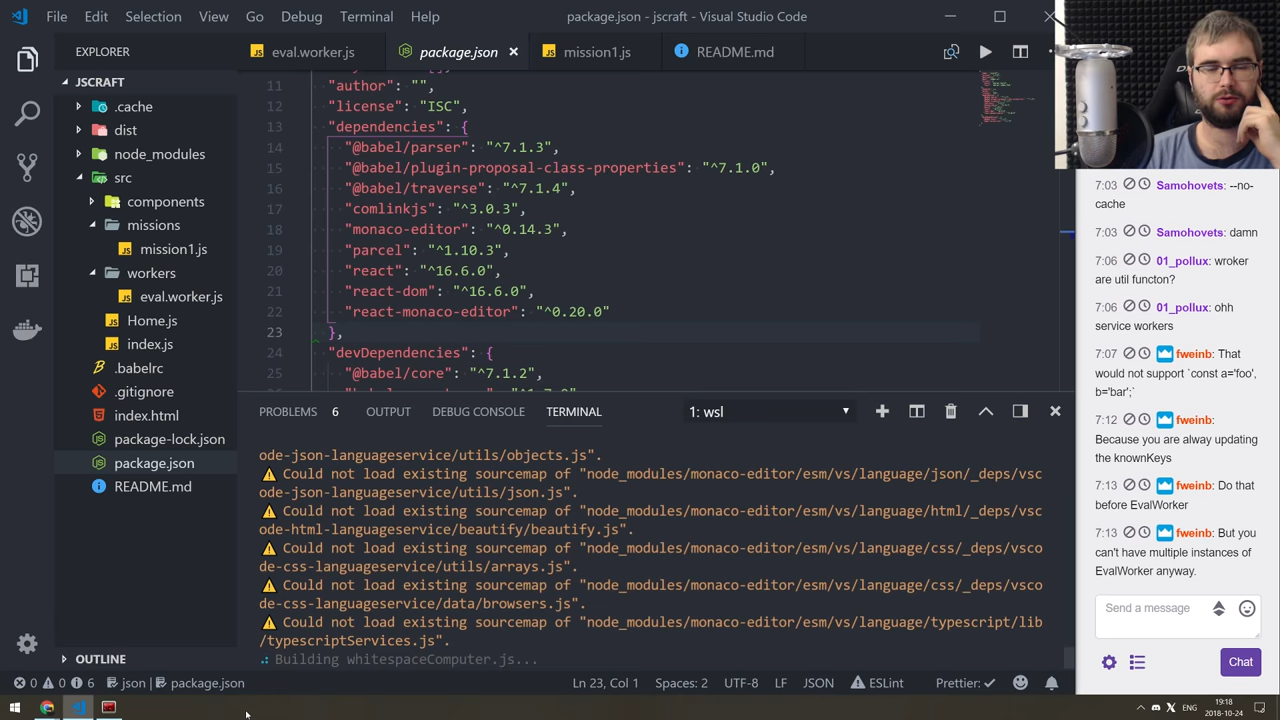 File Edit Selection View Go Debug Terminal Help
package.json - jscraft - Visual Studio Code
EXPLORER
eval.worker.js
package.json
mission1.js
README.md
JSCRAFT
.cache
dist
node_modules
src
components
missions
mission1.js
workers
eval.worker.js
Home.js
index.js
.babelrc
.gitignore
index.html
package-lock.json
package.json
README.md
OUTLINE
11 "author": "",
12 "license": "ISC",
13 "dependencies": {
14 "@babel/parser": "^7.1.3",
15 "@babel/plugin-proposal-class-properties": "^7.1.0",
16 "@babel/traverse": "^7.1.4",
17 "comlinkjs": "^3.0.3",
18 "monaco-editor": "^0.14.3",
19 "parcel": "^1.10.3",
20 "react": "^16.6.0",
21 "react-dom": "^16.6.0",
22 "react-monaco-editor": "^0.20.0"
23 },
24 "devDependencies": {
25 "@babel/core": "^7.1.2",
PROBLEMS 6 OUTPUT DEBUG CONSOLE TERMINAL
1: wsl
ode-json-languageservice/utils/objects.js".
Could not load existing sourcemap of "node_modules/monaco-editor/esm/vs/language/json/_deps/vsc
ode-json-languageservice/utils/json.js".
Could not load existing sourcemap of "node_modules/monaco-editor/esm/vs/language/html/_deps/vsc
ode-html-languageservice/beautify/beautify.js".
Could not load existing sourcemap of "node_modules/monaco-editor/esm/vs/language/css/_deps/vsco
de-css-languageservice/utils/arrays.js".
Could not load existing sourcemap of "node_modules/monaco-editor/esm/vs/language/css/_deps/vsco
de-css-languageservice/data/browsers.js".
Could not load existing sourcemap of "node_modules/monaco-editor/esm/vs/language/typescript/lib
/typescriptServices.js".
Building whitespaceComputer.js...
0 0 6 json package.json
Ln 23, Col 1 Spaces: 2 UTF-8 LF JSON ESLint Prettier:
7:03 Samohovets: --no-
cache
7:03 Samohovets: damn
7:06 01_pollux: wroker
are util functon?
7:06 01_pollux: ohh
service workers
7:07 fweinb: That
would not support `const a='foo',
b='bar';`
7:12 fweinb:
Because you are alway updating
the knownKeys
7:13 fweinb: Do that
before EvalWorker
7:13 fweinb: But you
can't have multiple instances of
EvalWorker anyway.
Send a message
Chat
ENG
19:18
2018-10-24